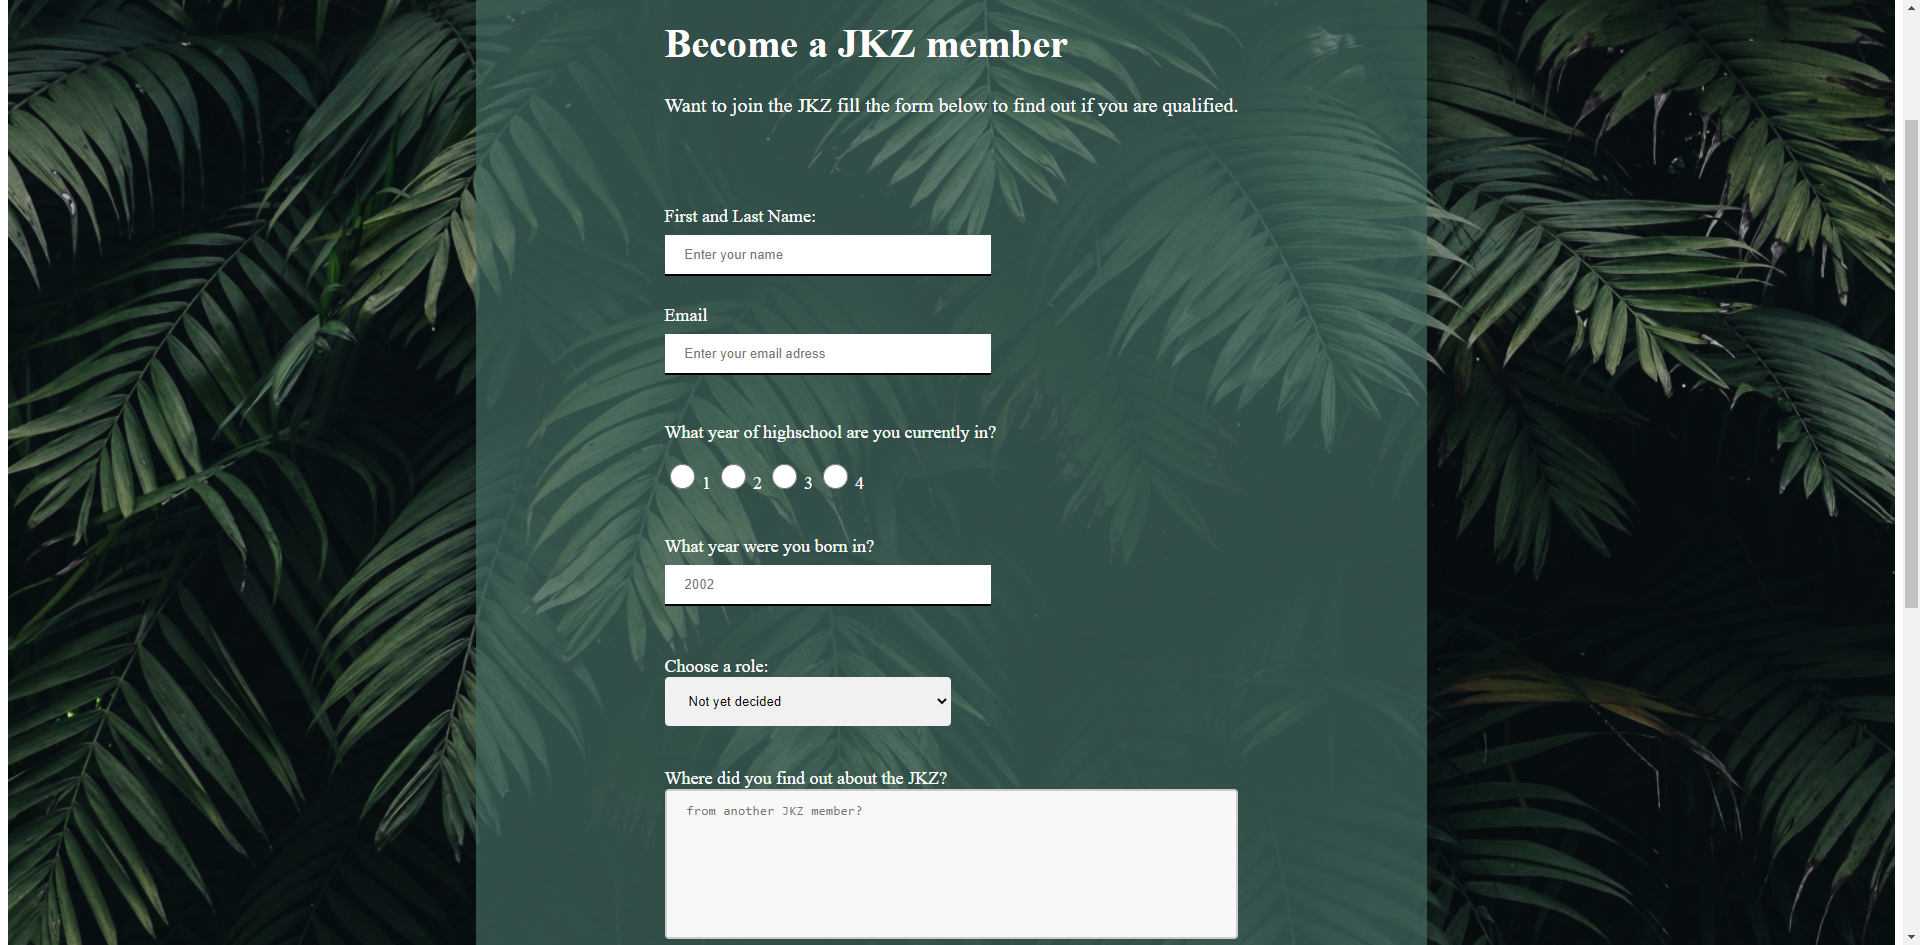 Become a JKZ member
Want to join the JKZ fill the form below to find out if you are qualified.
First and Last Name:
Enter your name
Email
Enter your email adress
What year of highschool are you currently in?
1 2 3 4
What year were you born in?
2002
Choose a role:
Not yet decided
Where did you find out about the JKZ?
from another JKZ member?